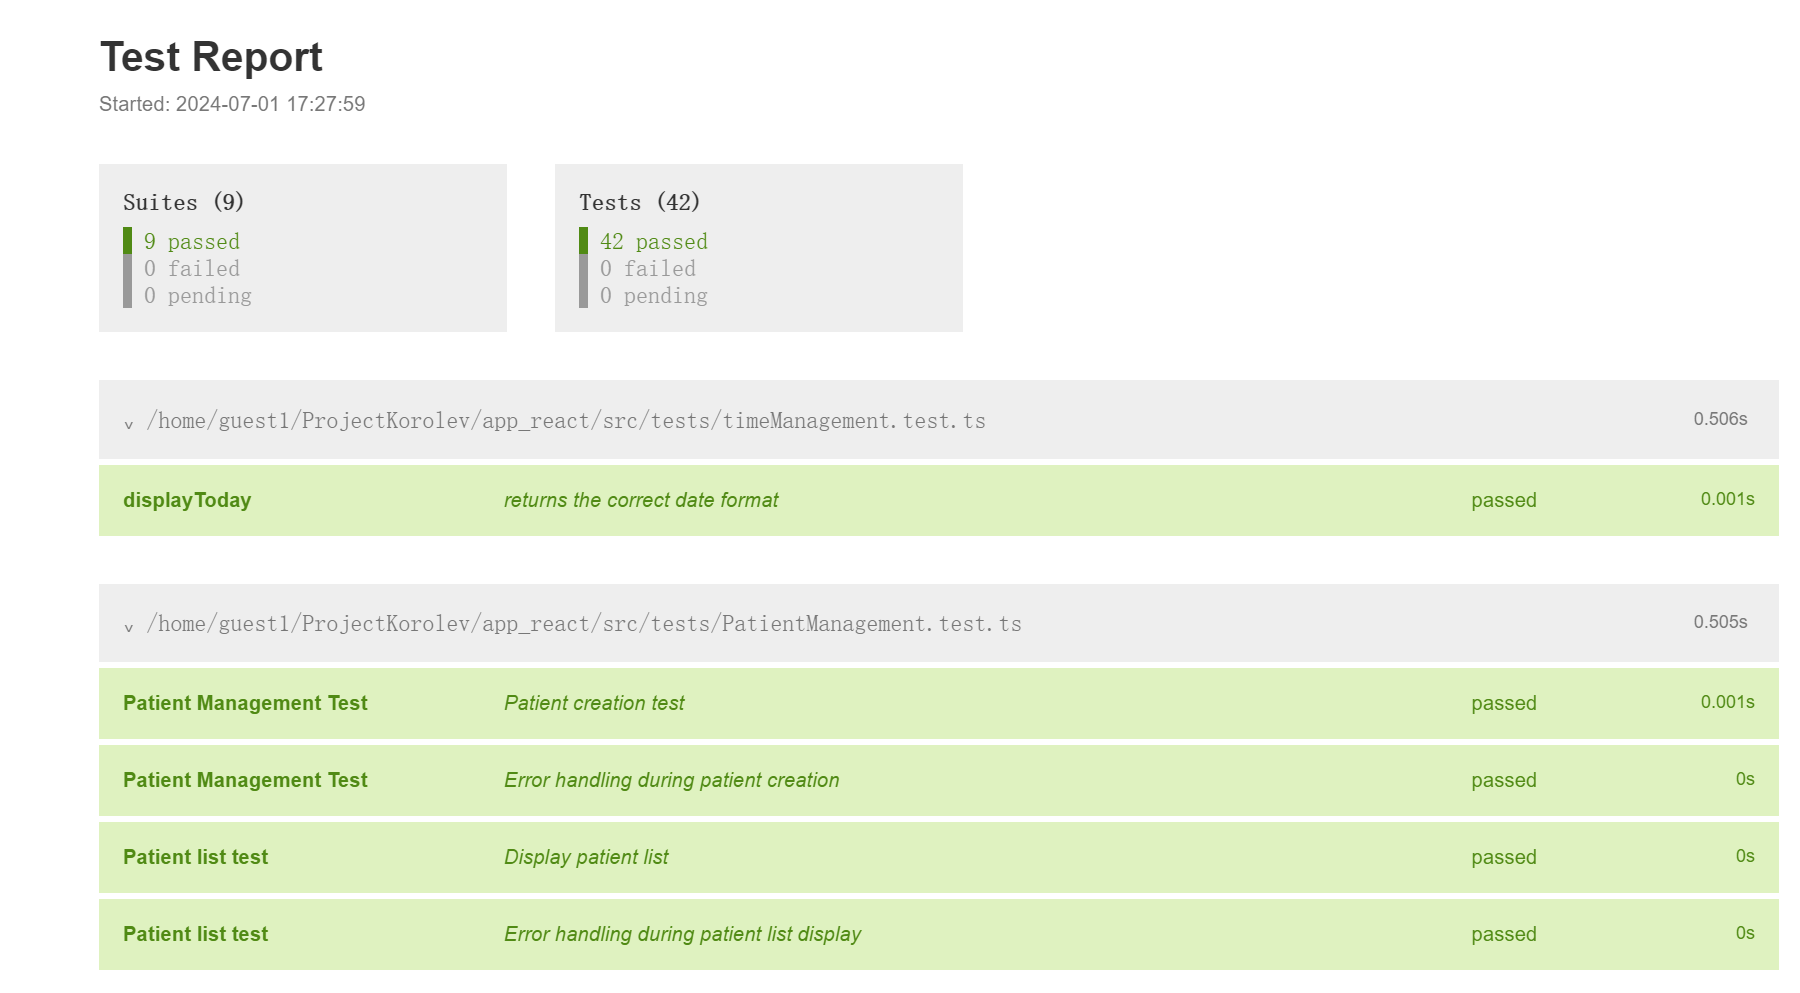 Test Report
Started: 2024-07-01 17:27:59
Suites (9)
9 passed
0 failed
0 pending
Tests (42)
42 passed
0 failed
0 pending
/home/guest1/ProjectKorolev/app_react/src/tests/timeManagement.test.ts 0.506s
displayToday returns the correct date format passed 0.001s
/home/guest1/ProjectKorolev/app_react/src/tests/PatientManagement.test.ts 0.505s
Patient Management Test Patient creation test passed 0.001s
Patient Management Test Error handling during patient creation passed 0s
Patient list test Display patient list passed 0s
Patient list test Error handling during patient list display passed 0s